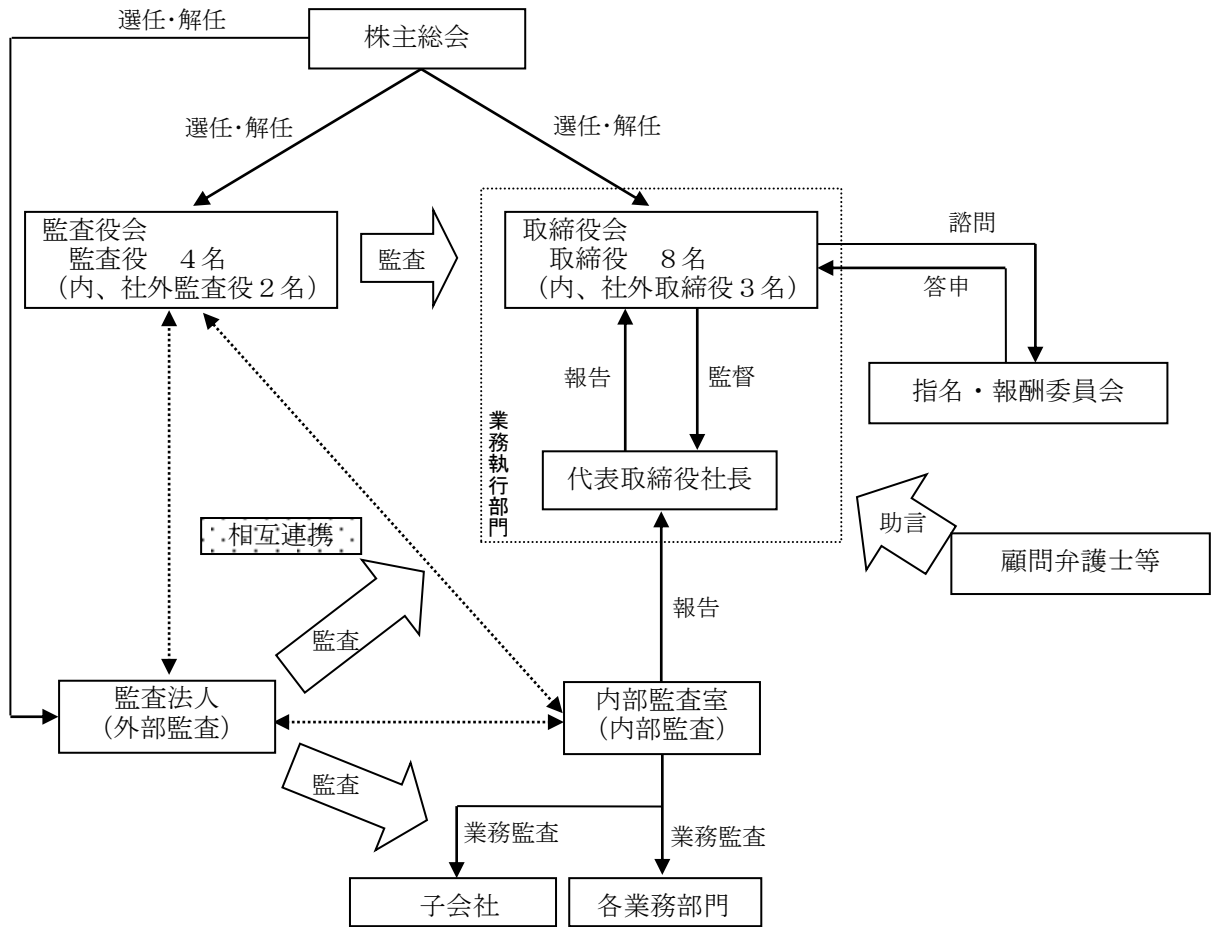 選任・解任
株主総会
選任・解任
選任・解任
監査役会
監査役　４名
（内、社外監査役２名）
監査
取締役会
取締役　８名
（内、社外取締役３名）
諮問
答申
指名・報酬委員会
報告
監督
業務執行部門
代表取締役社長
助言
顧問弁護士等
相互連携
監査
報告
監査法人
（外部監査）
内部監査室
（内部監査）
監査
業務監査
業務監査
子会社
各業務部門